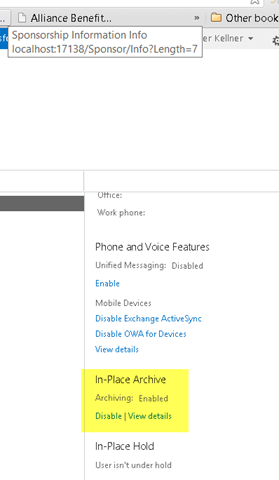 Alliance Benefit...
»
Other book
Sponsorship Information Info
localhost:17138/Sponsor/Info?Length=7
er Kellner
Office:
Work phone:
Phone and Voice Features
Unified Messaging: Disabled
Enable
Mobile Devices
Disable Exchange ActiveSync
Disable OWA for Devices
View details
In-Place Archive
Archiving: Enabled
Disable | View details
In-Place Hold
User isn't under hold